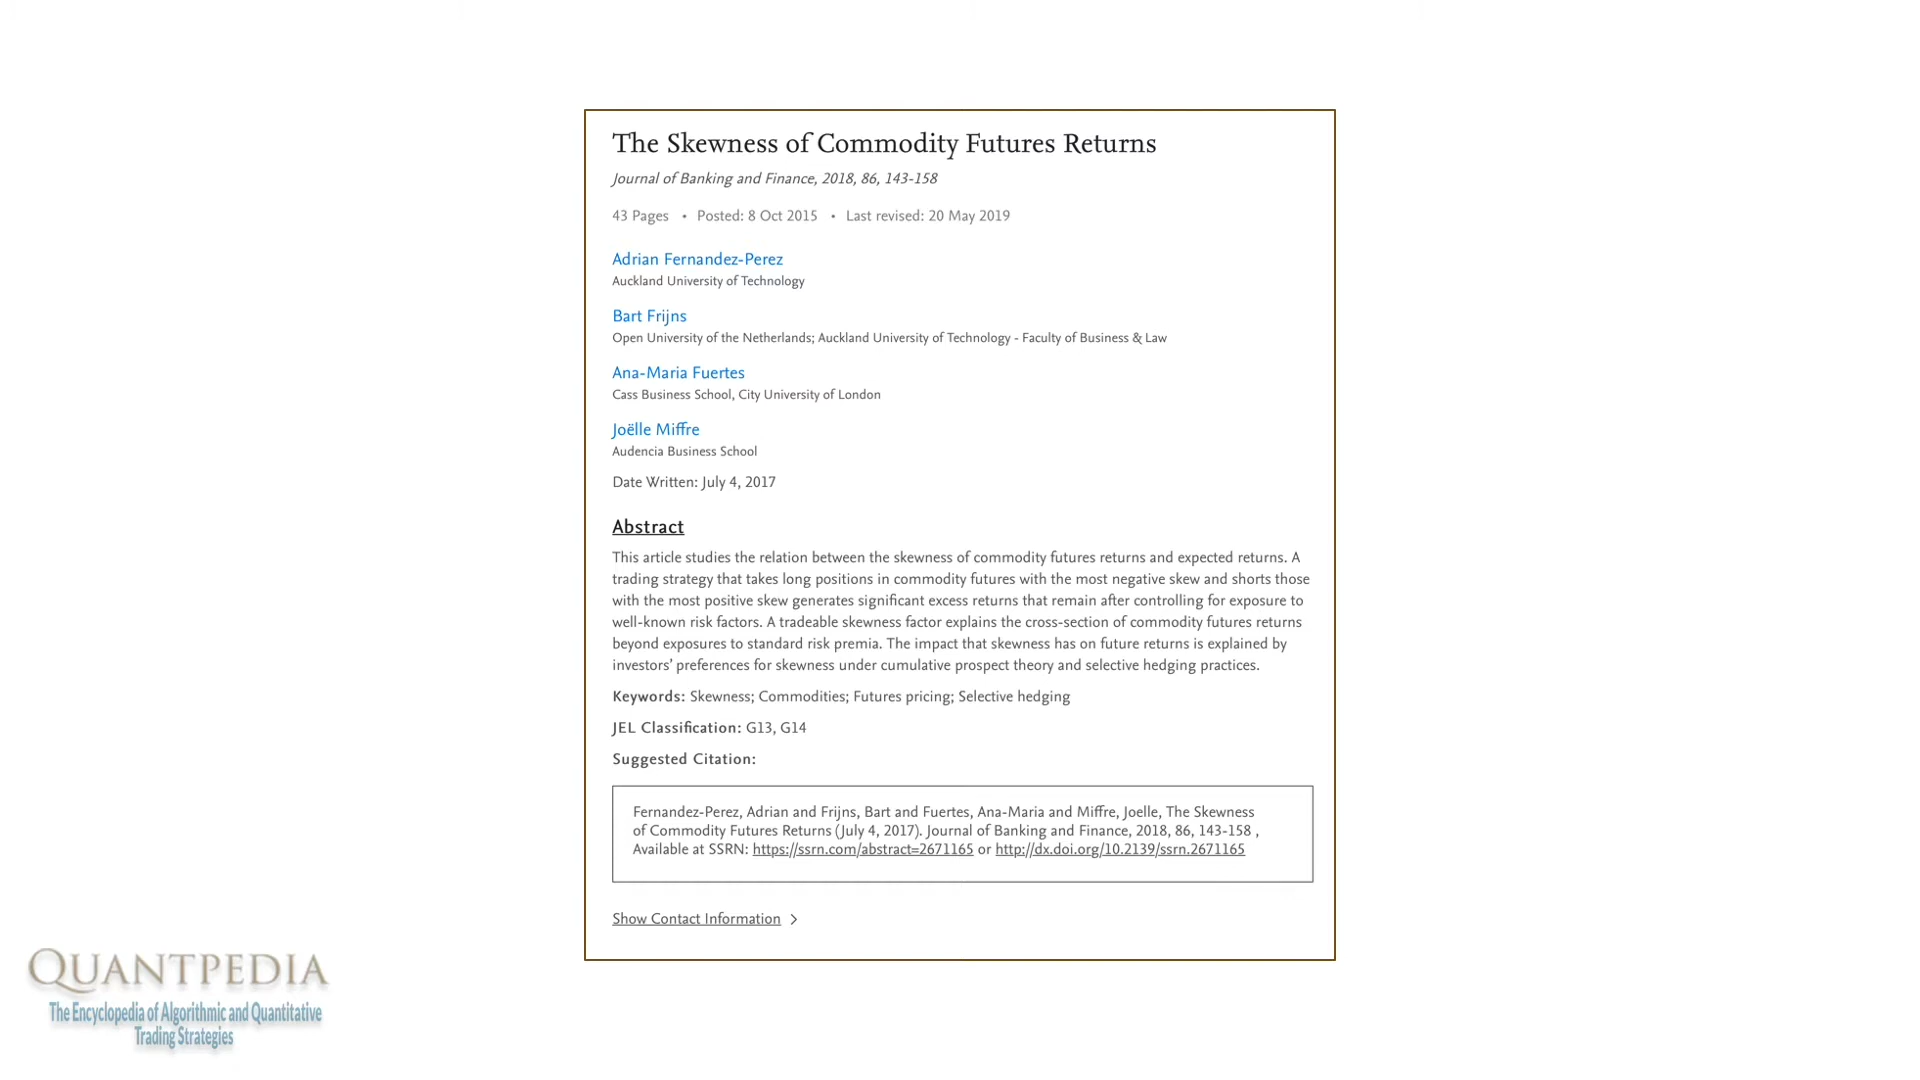 The Skewness of Commodity Futures Returns
Journal of Banking and Finance, 2018, 86, 143-158
43 Pages • Posted: 8 Oct 2015 • Last revised: 20 May 2019
Adrian Fernandez-Perez
Auckland University of Technology
Bart Frijns
Open University of the Netherlands; Auckland University of Technology - Faculty of Business & Law
Ana-Maria Fuertes
Cass Business School, City University of London
Joëlle Miffre
Audencia Business School
Date Written: July 4, 2017
Abstract
This article studies the relation between the skewness of commodity futures returns and expected returns. A
trading strategy that takes long positions in commodity futures with the most negative skew and shorts those
with the most positive skew generates significant excess returns that remain after controlling for exposure to
well-known risk factors. A tradeable skewness factor explains the cross-section of commodity futures returns
beyond exposures to standard risk premia. The impact that skewness has on future returns is explained by
investors' preferences for skewness under cumulative prospect theory and selective hedging practices.
Keywords: Skewness; Commodities; Futures pricing; Selective hedging
JEL Classification: G13, G14
Suggested Citation:
Fernandez-Perez, Adrian and Frijns, Bart and Fuertes, Ana-Maria and Miffre, Joelle, The Skewness
of Commodity Futures Returns (July 4, 2017). Journal of Banking and Finance, 2018, 86, 143-158 ,
Available at SSRN: https://ssrn.com/abstract=2671165 or http://dx.doi.org/10.2139/ssrn.2671165
Show Contact Information >
QUANTPEDIA
The Encyclopedia of Algorithmic and Quantitative
Trading Strategies